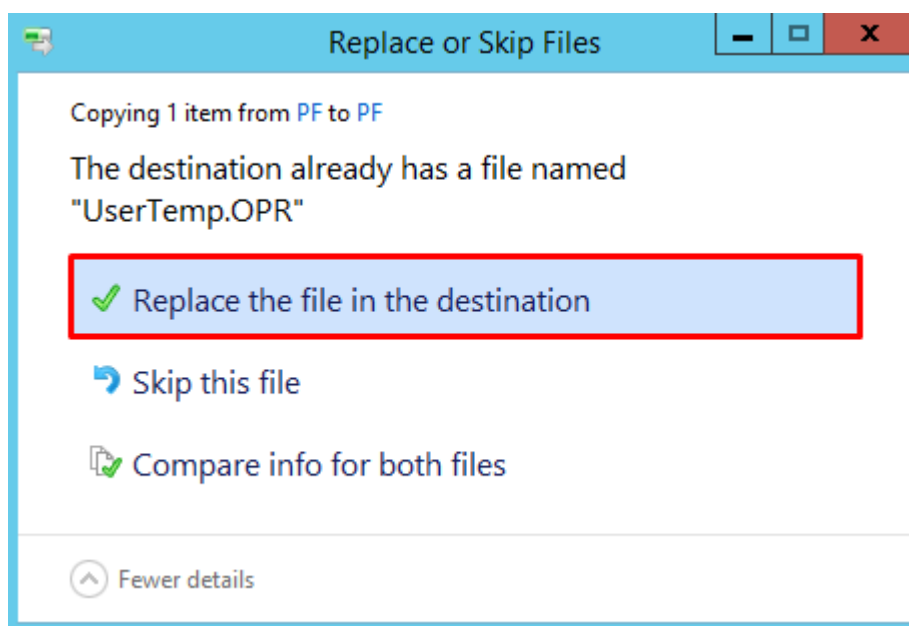 Replace or Skip Files
Copying 1 item from PF to PF
The destination already has a file named
"UserTemp.OPR"
Replace the file in the destination
Skip this file
Compare info for both files
Fewer details